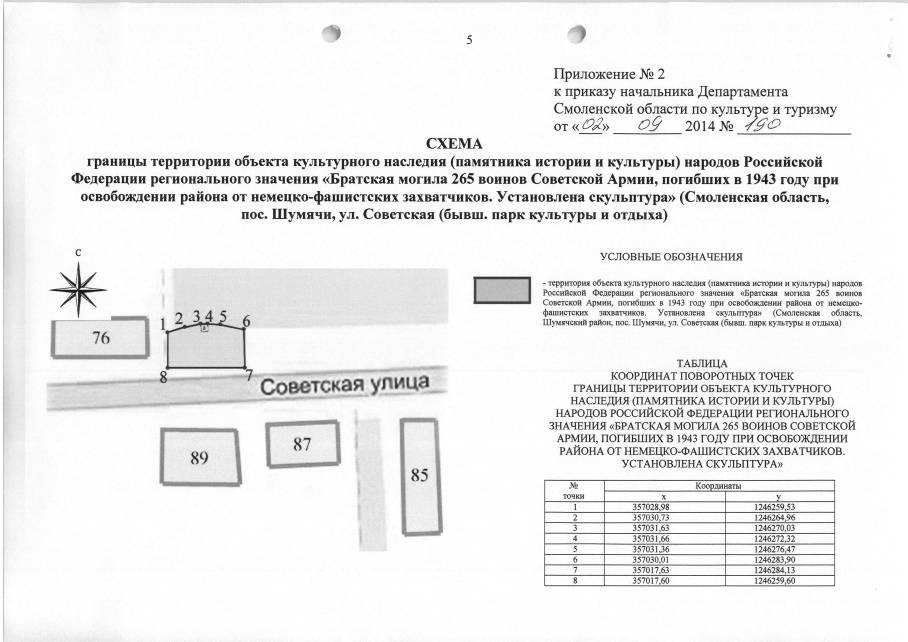 5
Приложение № 2
к приказу начальника Департамента
Смоленской области по культуре и туризму
от «02» 09 2014 № 190
СХЕМА
границы территории объекта культурного наследия (памятника истории и культуры) народов Российской
Федерации регионального значения «Братская могила 265 воинов Советской Армии, погибших в 1943 году при
освобождении района от немецко-фашистских захватчиков. Установлена скульптура» (Смоленская область,
пос. Шумячи, ул. Советская (бывш. парк культуры и отдыха)
с
1 2 3 4 5 6
76
8 7
Советская улица
89
87
85
УСЛОВНЫЕ ОБОЗНАЧЕНИЯ
- территория объекта культурного наследия (памятника истории и культуры) народов
Российской Федерации регионального значения «Братская могила 265 воинов
Советской Армии, погибших в 1943 году при освобождении района от немецко-
фашистских захватчиков. Установлена скульптура» (Смоленская область,
Шумячский район, пос. Шумячи, ул. Советская (бывш. парк культуры и отдыха)
ТАБЛИЦА
КООРДИНАТ ПОВОРОТНЫХ ТОЧЕК
ГРАНИЦЫ ТЕРРИТОРИИ ОБЪЕКТА КУЛЬТУРНОГО
НАСЛЕДИЯ (ПАМЯТНИКА ИСТОРИИ И КУЛЬТУРЫ)
НАРОДОВ РОССИЙСКОЙ ФЕДЕРАЦИИ РЕГИОНАЛЬНОГО
ЗНАЧЕНИЯ «БРАТСКАЯ МОГИЛА 265 ВОИНОВ СОВЕТСКОЙ
АРМИИ, ПОГИБШИХ В 1943 ГОДУ ПРИ ОСВОБОЖДЕНИИ
РАЙОНА ОТ НЕМЕЦКО-ФАШИСТСКИХ ЗАХВАТЧИКОВ.
УСТАНОВЛЕНА СКУЛЬПТУРА»
№ Координаты
точки х у
1 357028,98 1246259,53
2 357030,73 1246264,96
3 357031,63 1246270,03
4 357031,66 1246272,32
5 357031,36 1246276,47
6 357030,01 1246283,90
7 357017,63 1246284,13
8 357017,60 1246259,60